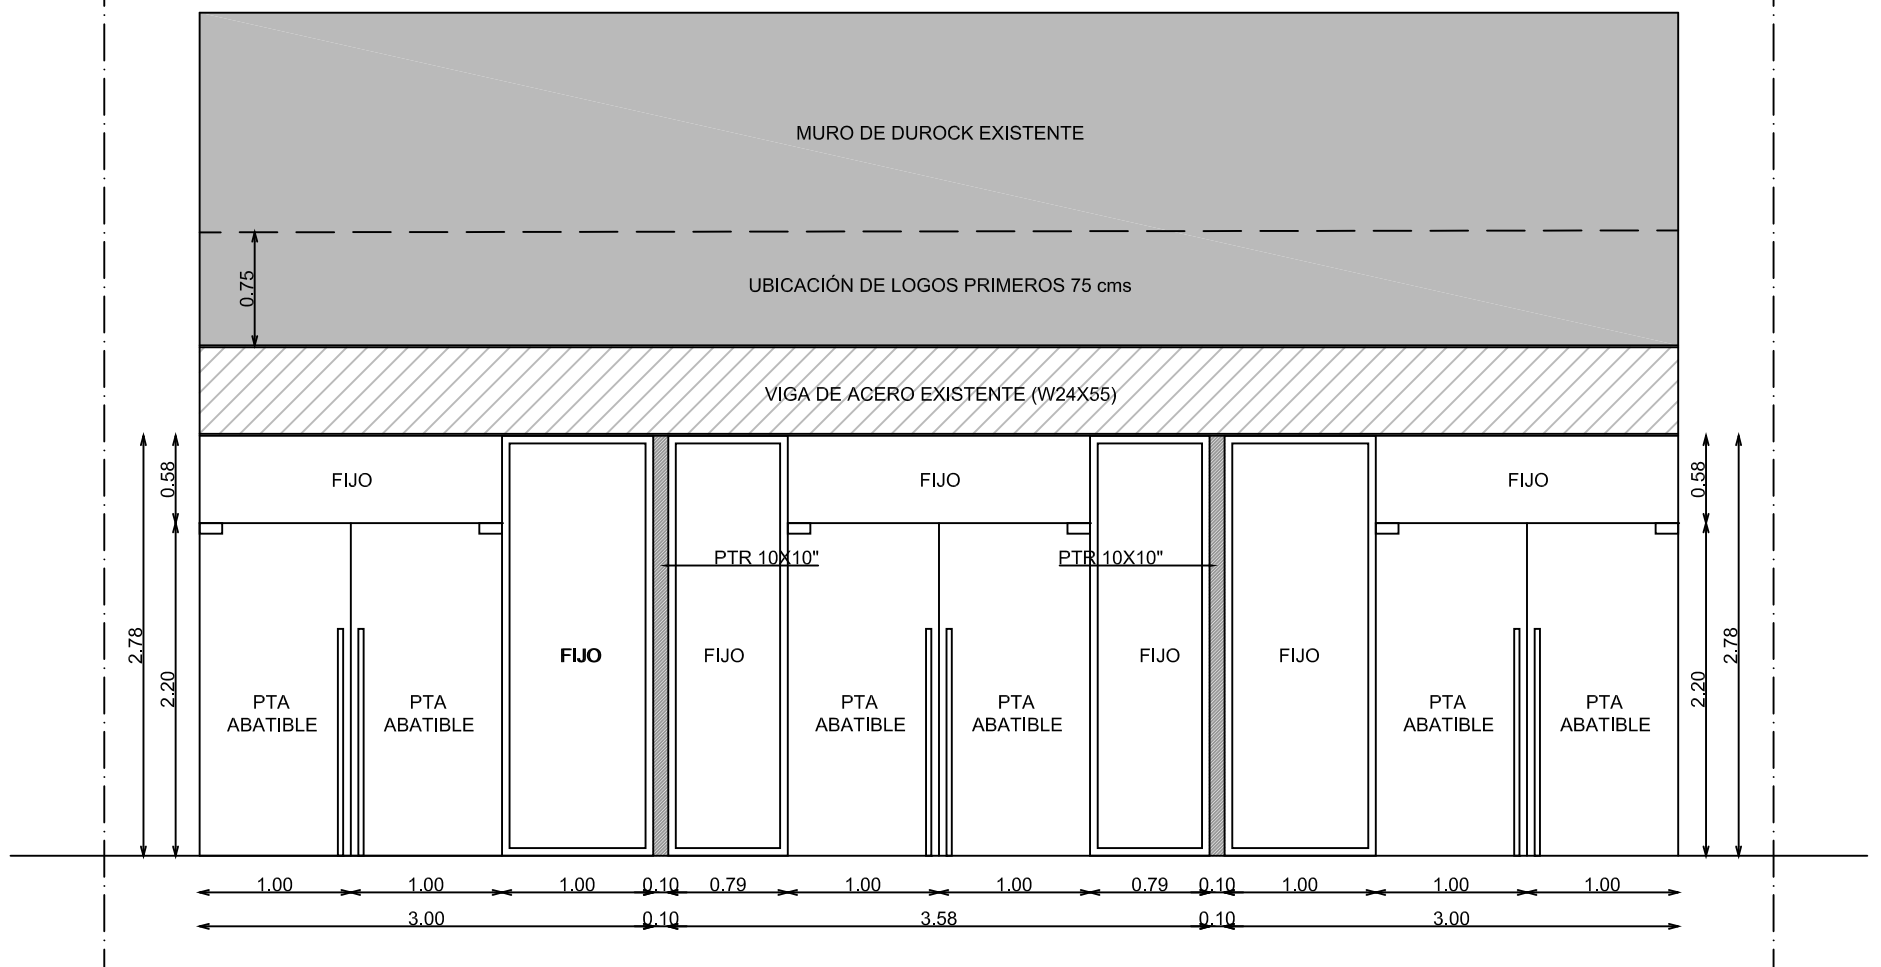 MURO DE DUROCK EXISTENTE
0.75
UBICACIÓN DE LOGOS PRIMEROS 75 cms
VIGA DE ACERO EXISTENTE (W24X55)
0.58
FIJO
FIJO
FIJO
0.58
PTR 10X10"
PTR 10X10"
2.78
2.20
FIJO
FIJO
FIJO
FIJO
2.20
2.78
PTA
ABATIBLE
PTA
ABATIBLE
PTA
ABATIBLE
PTA
ABATIBLE
PTA
ABATIBLE
PTA
ABATIBLE
1.00
1.00
1.00
0.10
0.79
1.00
1.00
0.79
0.10
1.00
1.00
1.00
3.00
0.10
3.58
0.10
3.00